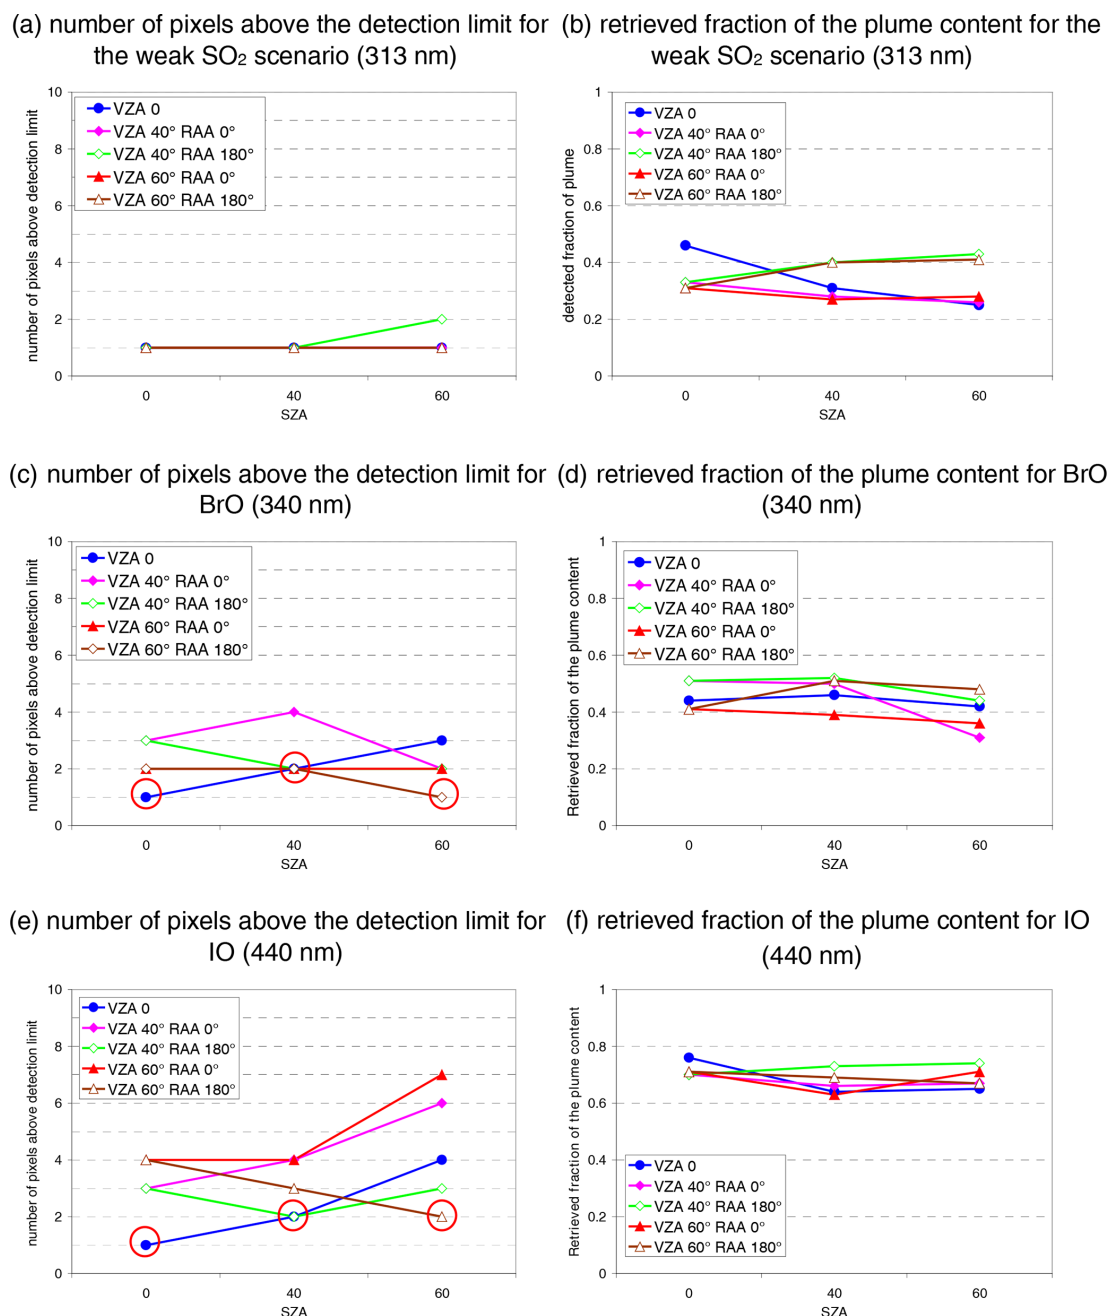 (a) number of pixels above the detection limit for
the weak SO₂ scenario (313 nm)
number of pixels above detection limit
10
8
6
4
2
0
VZA 0
VZA 40° RAA 0°
VZA 40° RAA 180°
VZA 60° RAA 0°
VZA 60° RAA 180°
0 40 60
SZA
(b) retrieved fraction of the plume content for the
weak SO₂ scenario (313 nm)
detected fraction of plume
1
0.8
0.6
0.4
0.2
0
VZA 0
VZA 40° RAA 0°
VZA 40° RAA 180°
VZA 60° RAA 0°
VZA 60° RAA 180°
0 40 60
SZA
(c) number of pixels above the detection limit for
BrO (340 nm)
number of pixels above detection limit
10
8
6
4
2
0
VZA 0
VZA 40° RAA 0°
VZA 40° RAA 180°
VZA 60° RAA 0°
VZA 60° RAA 180°
0 40 60
SZA
(d) retrieved fraction of the plume content for BrO
(340 nm)
Retrieved fraction of the plume content
1
0.8
0.6
0.4
0.2
0
VZA 0
VZA 40° RAA 0°
VZA 40° RAA 180°
VZA 60° RAA 0°
VZA 60° RAA 180°
0 40 60
SZA
(e) number of pixels above the detection limit for
IO (440 nm)
number of pixels above detection limit
10
8
6
4
2
0
VZA 0
VZA 40° RAA 0°
VZA 40° RAA 180°
VZA 60° RAA 0°
VZA 60° RAA 180°
0 40 60
SZA
(f) retrieved fraction of the plume content for IO
(440 nm)
Retrieved fraction of the plume content
1
0.8
0.6
0.4
0.2
0
VZA 0
VZA 40° RAA 0°
VZA 40° RAA 180°
VZA 60° RAA 0°
VZA 60° RAA 180°
0 40 60
SZA